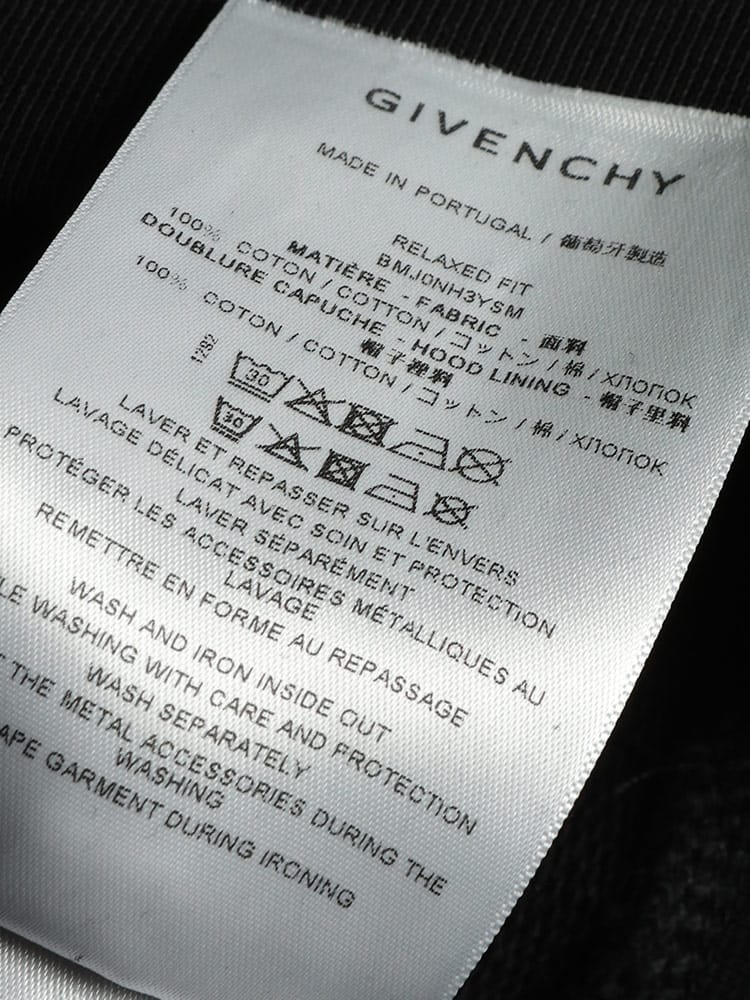 GIVENCHY
MADE IN PORTUGAL / 葡萄牙製造
RELAXED FIT
BMJ0NH3YSM
MATIÈRE - FABRIC - 面料
100% COTON / COTTON / コットン / 棉 / ХЛОПОК
DOUBLURE CAPUCHE - HOOD LINING - 帽子里料
帽子裡料
100% COTON / COTTON / コットン / 棉 / ХЛОПОК
1292
30
30
LAVER ET REPASSER SUR L'ENVERS
LAVAGE DÉLICAT AVEC SOIN ET PROTECTION
LAVER SÉPARÉMENT
PROTÉGER LES ACCESSOIRES MÉTALLIQUES AU
LAVAGE
REMETTRE EN FORME AU REPASSAGE
WASH AND IRON INSIDE OUT
LE WASHING WITH CARE AND PROTECTION
WASH SEPARATELY
T THE METAL ACCESSORIES DURING THE
WASHING
APE GARMENT DURING IRONING